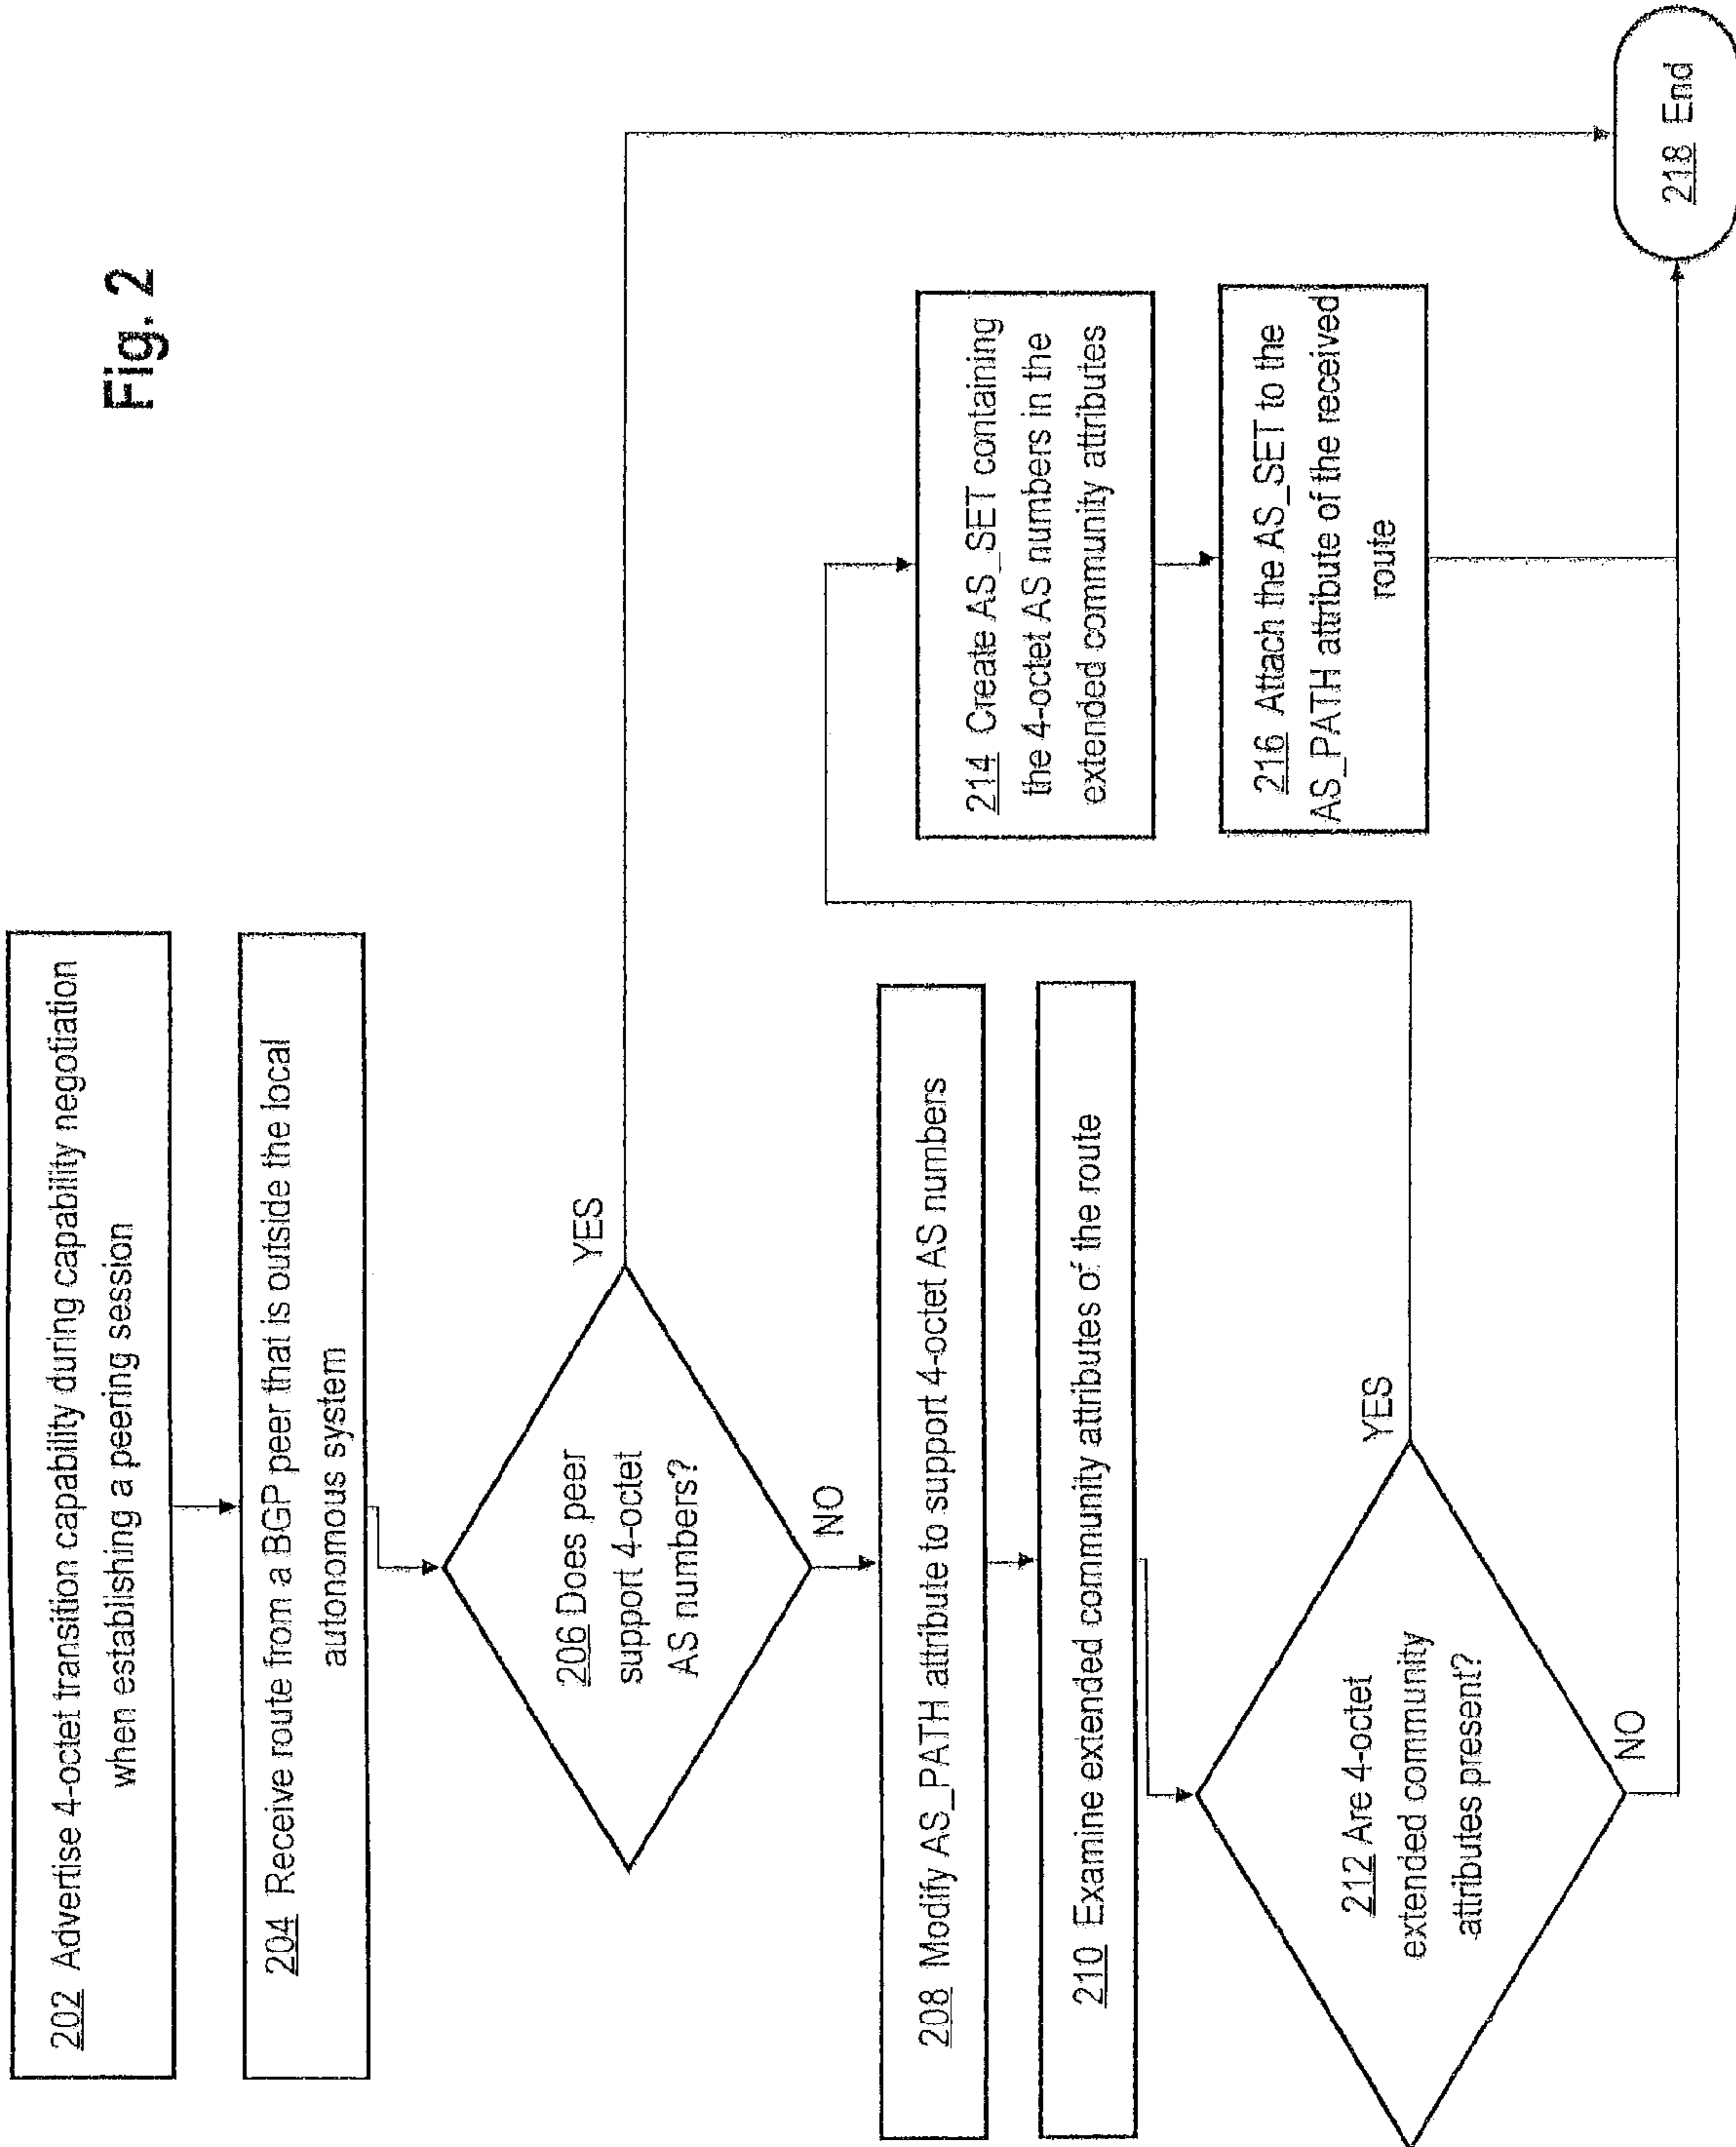 Fig. 2
202 Advertise 4-octet transition capability during capability negotiation
when establishing a peering session
204 Receive route from a BGP peer that is outside the local
autonomous system
206 Does peer
support 4-octet
AS numbers?
YES
NO
208 Modify AS_PATH attribute to support 4-octet AS numbers
210 Examine extended community attributes of the route
212 Are 4-octet
extended community
attributes present?
YES
NO
214 Create AS_SET containing
the 4-octet AS numbers in the
extended community attributes
216 Attach the AS_SET to the
AS_PATH attribute of the received
route
218 End